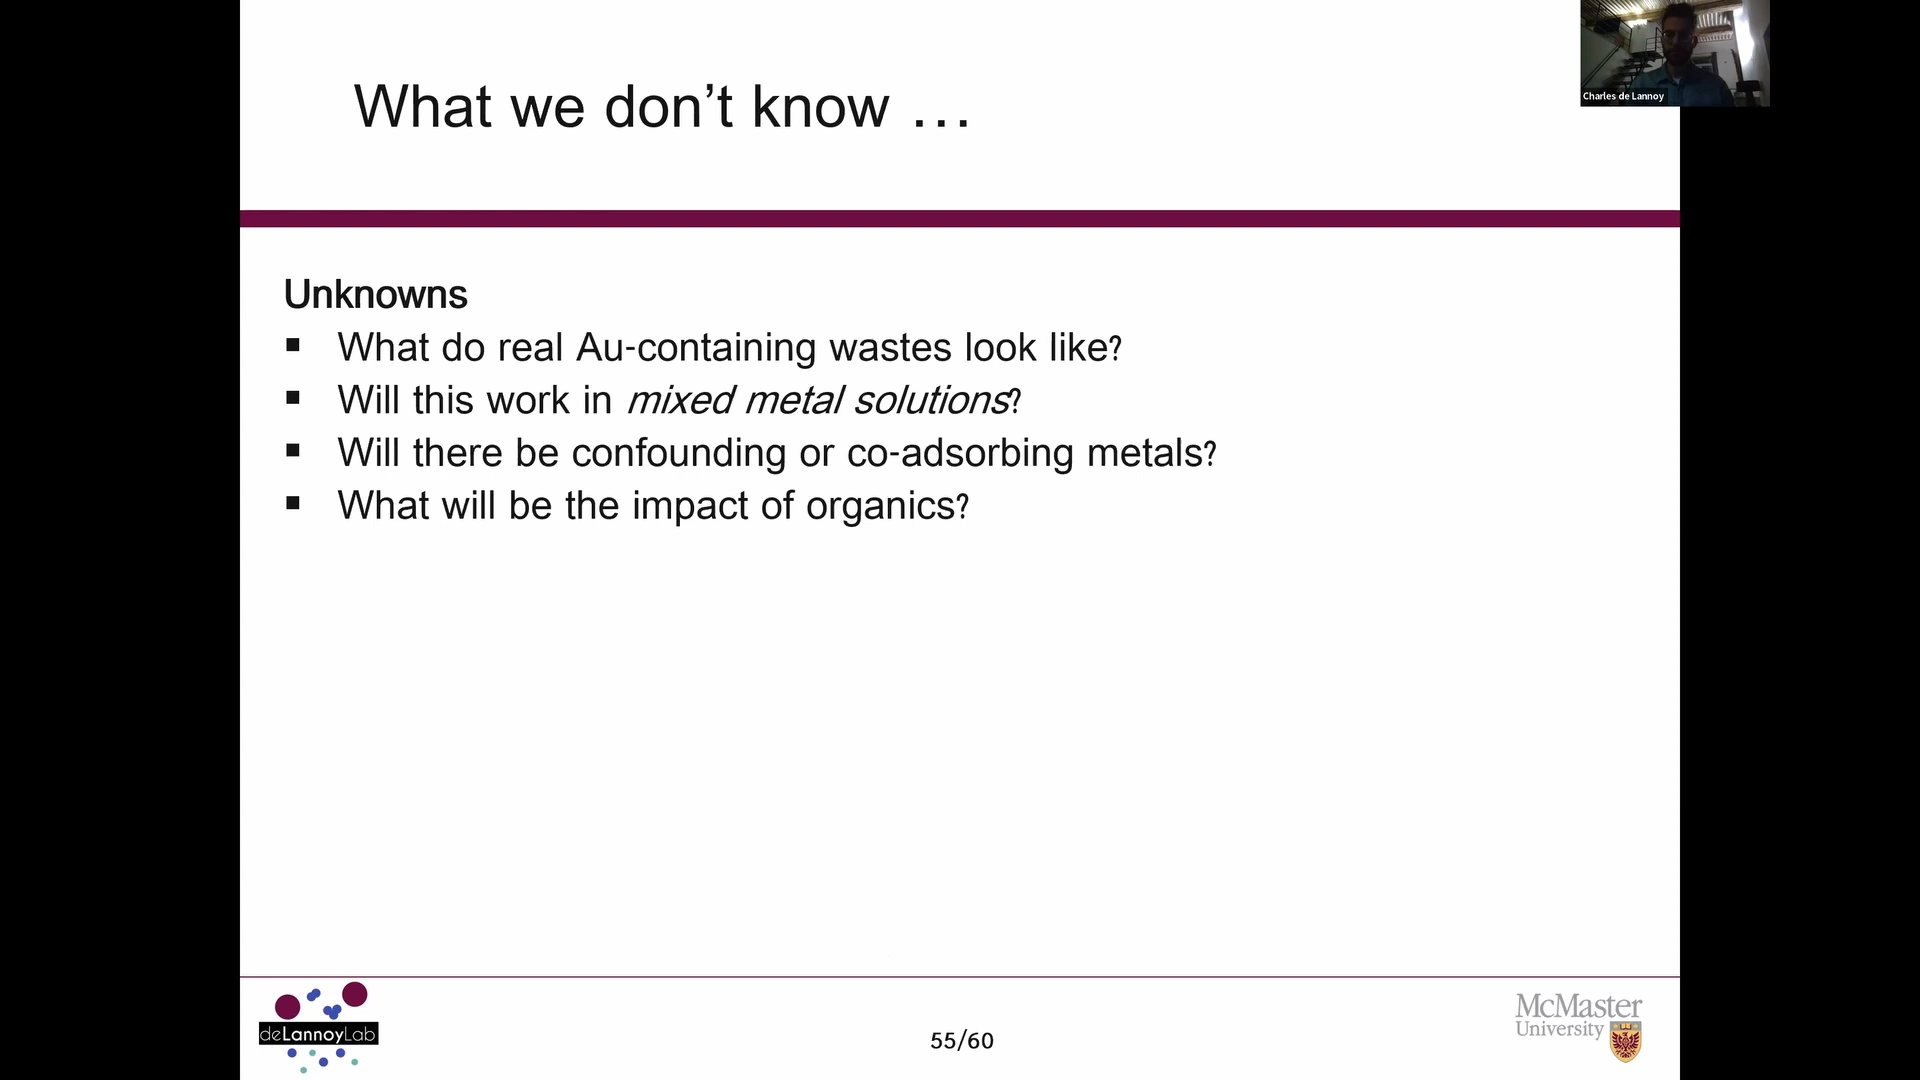 What we don’t know …
Charles de Lannoy
Unknowns
▪ What do real Au-containing wastes look like?
▪ Will this work in mixed metal solutions?
▪ Will there be confounding or co-adsorbing metals?
▪ What will be the impact of organics?
deLannoyLab
55/60
McMaster
University